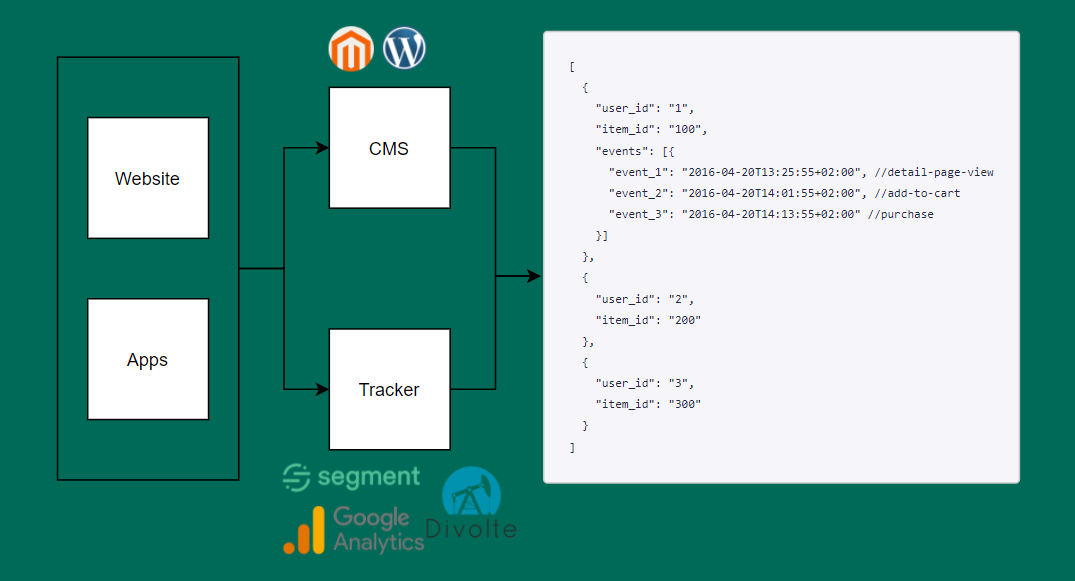 Website
Apps
CMS
Tracker
segment
Google
Analytics
Divolte
[
  {
    "user_id": "1",
    "item_id": "100",
    "events": [{
      "event_1": "2016-04-20T13:25:55+02:00", //detail-page-view
      "event_2": "2016-04-20T14:01:55+02:00", //add-to-cart
      "event_3": "2016-04-20T14:13:55+02:00" //purchase
    }]
  },
  {
    "user_id": "2",
    "item_id": "200"
  },
  {
    "user_id": "3",
    "item_id": "300"
  }
]